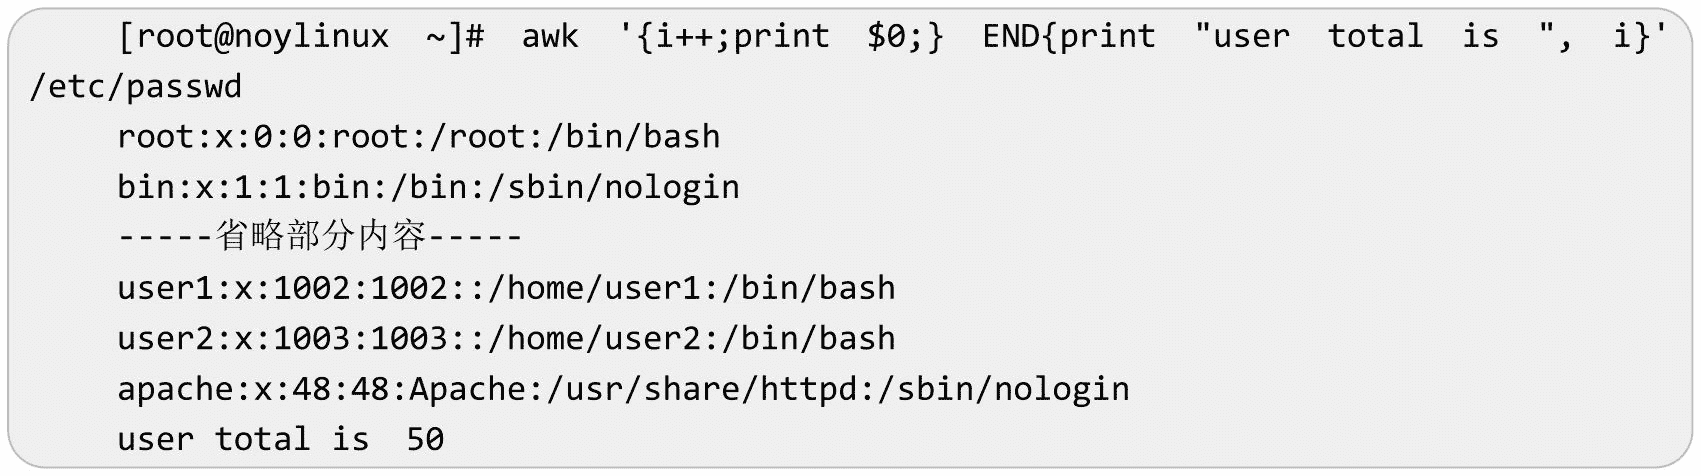 [root@noylinux ~]# awk '{i++;print $0;} END{print "user total is ", i}'
/etc/passwd
root:x:0:0:root:/root:/bin/bash
bin:x:1:1:bin:/bin:/sbin/nologin
-----省略部分内容-----
user1:x:1002:1002::/home/user1:/bin/bash
user2:x:1003:1003::/home/user2:/bin/bash
apache:x:48:48:Apache:/usr/share/httpd:/sbin/nologin
user total is  50